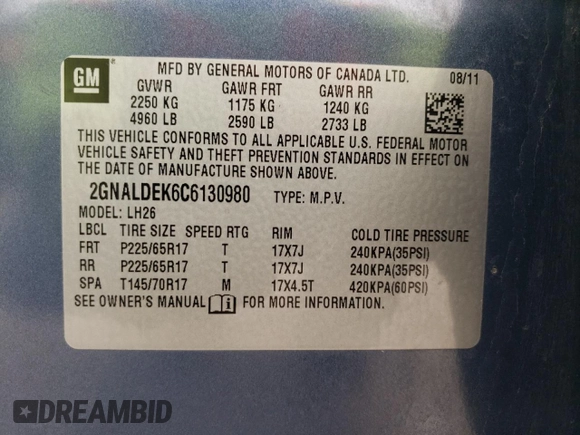 GM
MFD BY GENERAL MOTORS OF CANADA LTD. 08/11
GVWR GAWR FRT GAWR RR
2250 KG 1175 KG 1240 KG
4960 LB 2590 LB 2733 LB
THIS VEHICLE CONFORMS TO ALL APPLICABLE U.S. FEDERAL MOTOR
VEHICLE SAFETY AND THEFT PREVENTION STANDARDS IN EFFECT ON
THE DATE OF MANUFACTURE SHOWN ABOVE.
2GNALDEK6C6130980 TYPE: M.P.V.
MODEL: LH26
LBCL TIRE SIZE SPEED RTG RIM COLD TIRE PRESSURE
FRT P225/65R17 T 17X7J 240KPA(35PSI)
RR P225/65R17 T 17X7J 240KPA(35PSI)
SPA T145/70R17 M 17X4.5T 420KPA(60PSI)
SEE OWNER'S MANUAL FOR MORE INFORMATION.
DREAMBID